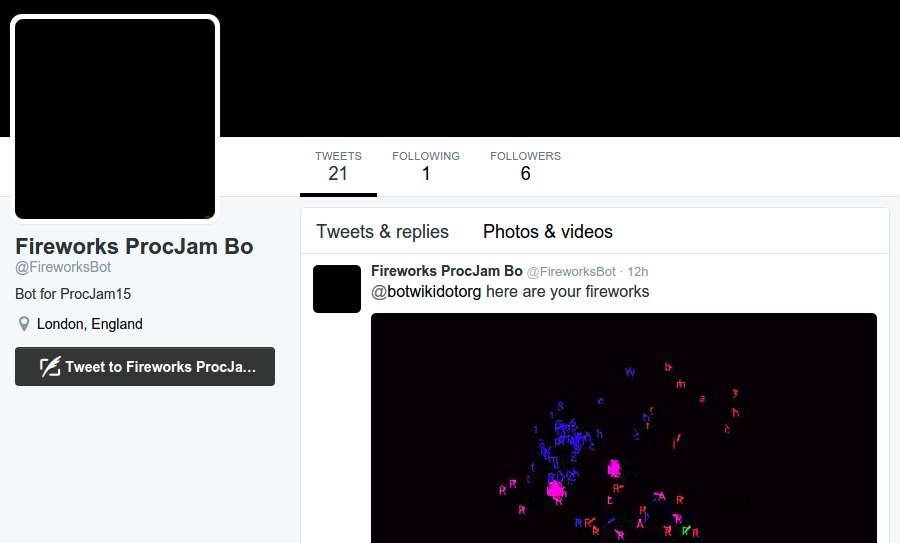 TWEETS FOLLOWING FOLLOWERS
21 1 6
Fireworks ProcJam Bo
@FireworksBot
Bot for ProcJam15
London, England
Tweet to Fireworks ProcJa...
Tweets & replies Photos & videos
Fireworks ProcJam Bo @FireworksBot · 12h
@botwikidotorg here are your fireworks